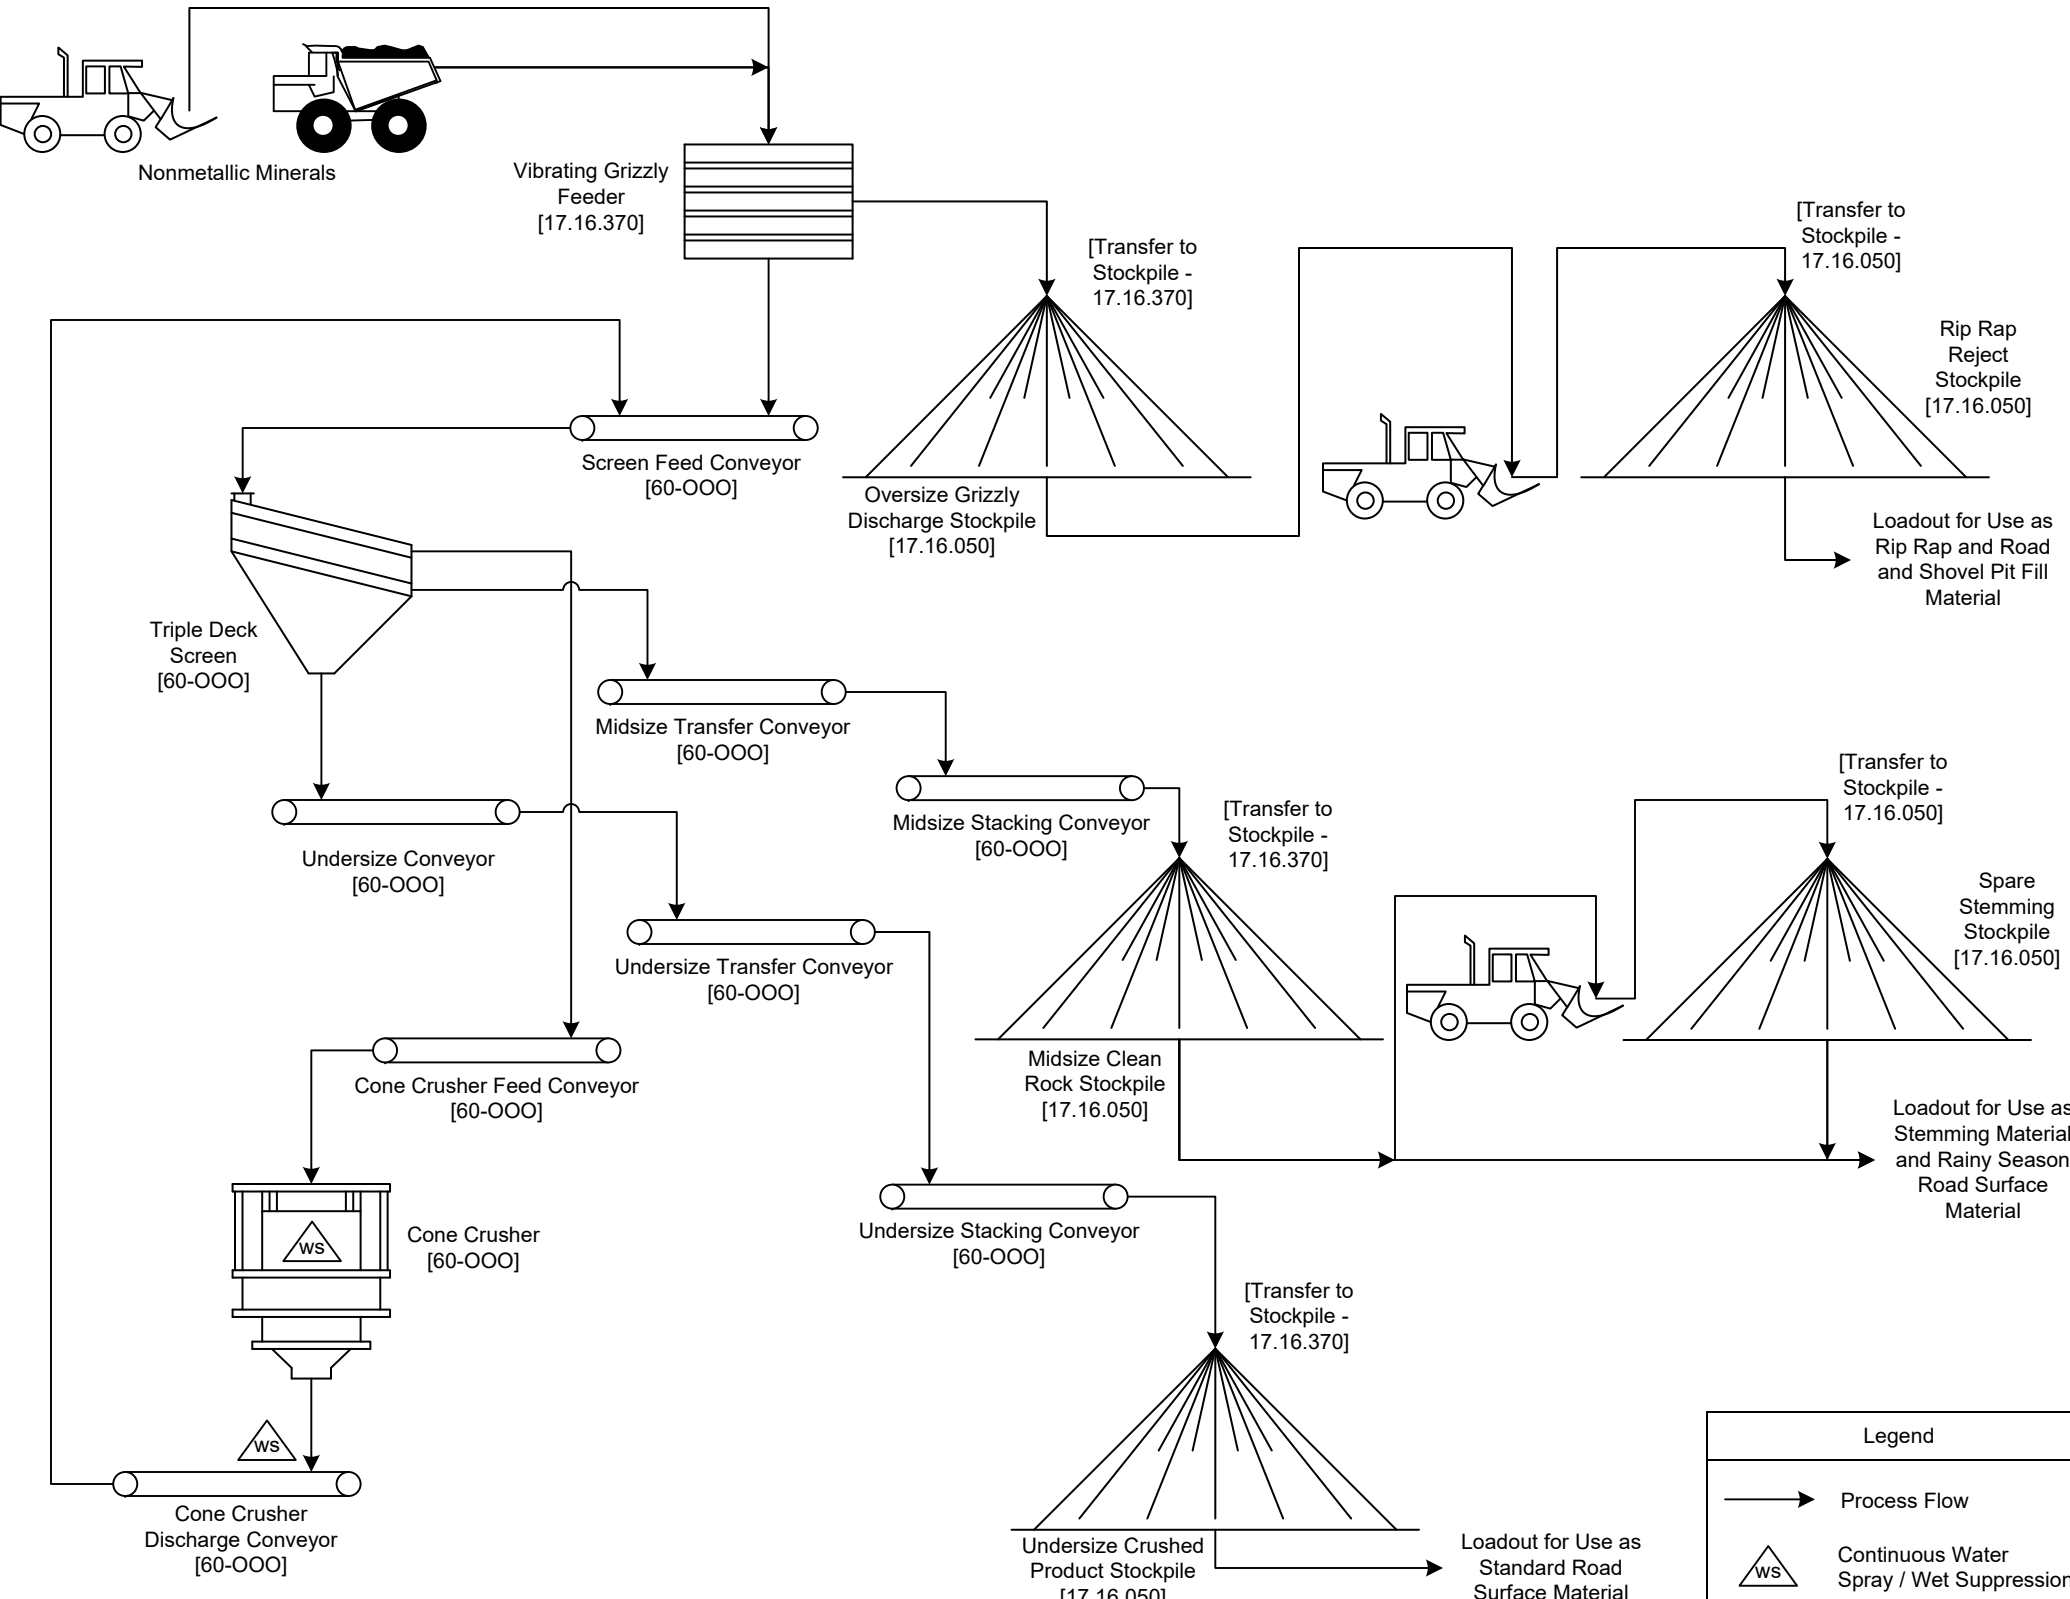 Nonmetallic Minerals
Vibrating Grizzly
Feeder
[17.16.370]
[Transfer to
Stockpile -
17.16.370]
[Transfer to
Stockpile -
17.16.050]
Rip Rap
Reject
Stockpile
[17.16.050]
Screen Feed Conveyor
[60-OOO]
Oversize Grizzly
Discharge Stockpile
[17.16.050]
Loadout for Use as
Rip Rap and Road
and Shovel Pit Fill
Material
Triple Deck
Screen
[60-OOO]
Midsize Transfer Conveyor
[60-OOO]
Midsize Stacking Conveyor
[60-OOO]
[Transfer to
Stockpile -
17.16.370]
[Transfer to
Stockpile -
17.16.050]
Undersize Conveyor
[60-OOO]
Spare
Stemming
Stockpile
[17.16.050]
Undersize Transfer Conveyor
[60-OOO]
Cone Crusher Feed Conveyor
[60-OOO]
Midsize Clean
Rock Stockpile
[17.16.050]
Loadout for Use as
Stemming Material
and Rainy Season
Road Surface
Material
WS
Cone Crusher
[60-OOO]
Undersize Stacking Conveyor
[60-OOO]
[Transfer to
Stockpile -
17.16.370]
WS
Cone Crusher
Discharge Conveyor
[60-OOO]
Undersize Crushed
Product Stockpile
[17.16.050]
Loadout for Use as
Standard Road
Surface Material
Legend
Process Flow
WS
Continuous Water
Spray / Wet Suppression